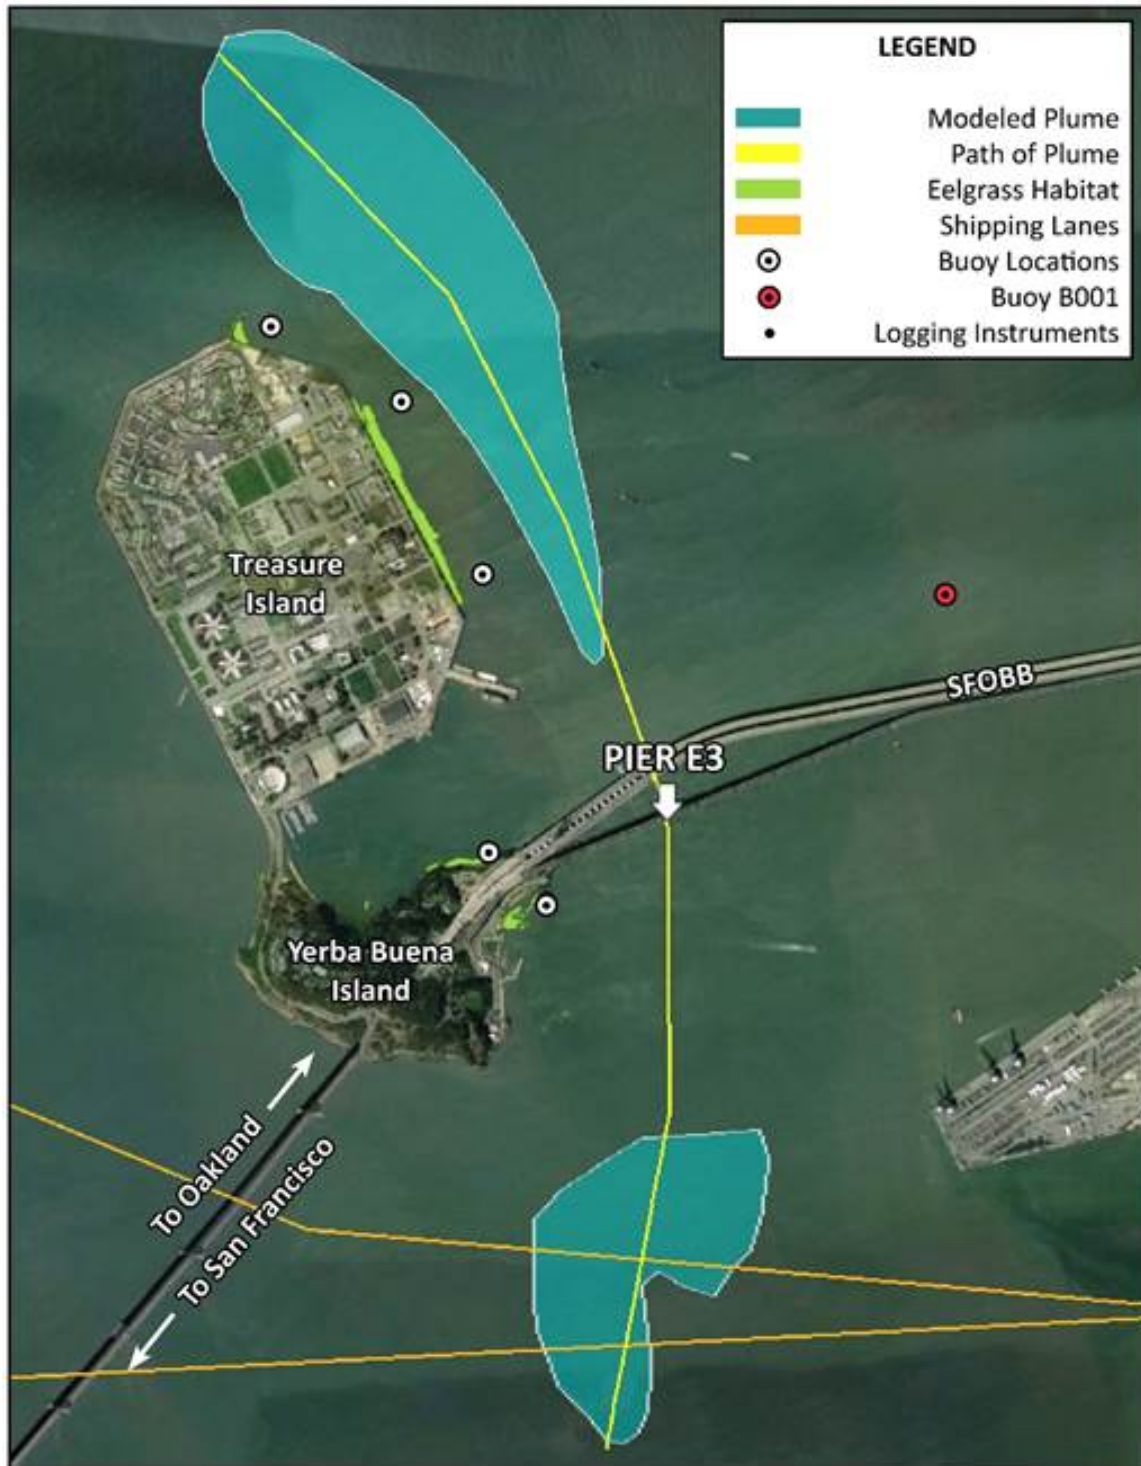 LEGEND
Modeled Plume
Path of Plume
Eelgrass Habitat
Shipping Lanes
Buoy Locations
Buoy B001
Logging Instruments
Treasure
Island
SFOBB
PIER E3
Yerba Buena
Island
To Oakland
To San Francisco